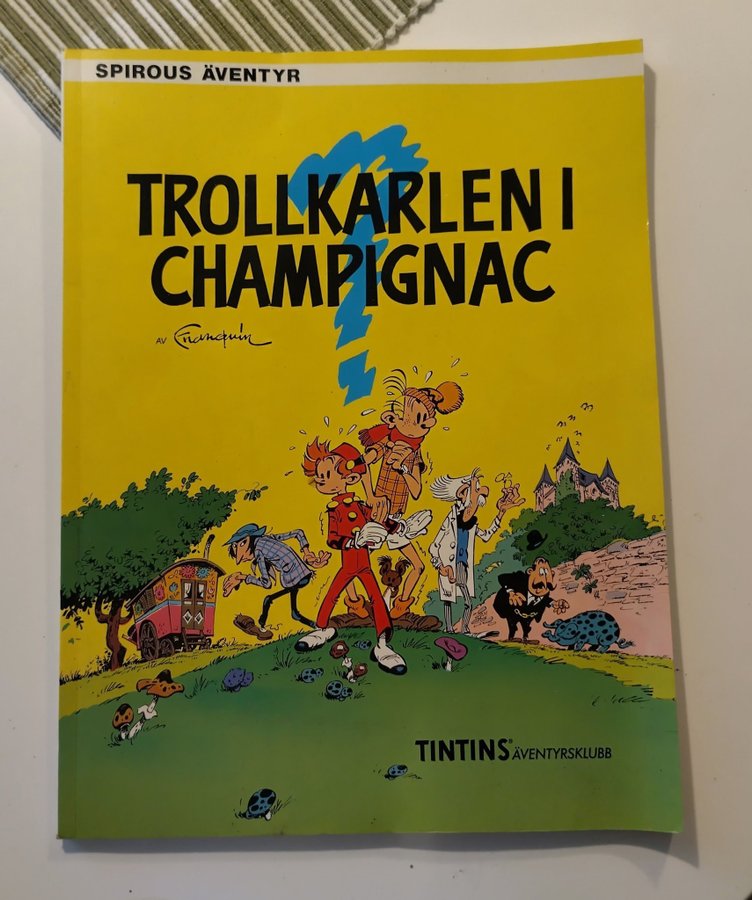 SPIROUS ÄVENTYR
TROLLKARLEN I
CHAMPIGNAC
AV Franquin
TINTINS® ÄVENTYRSKLUBB